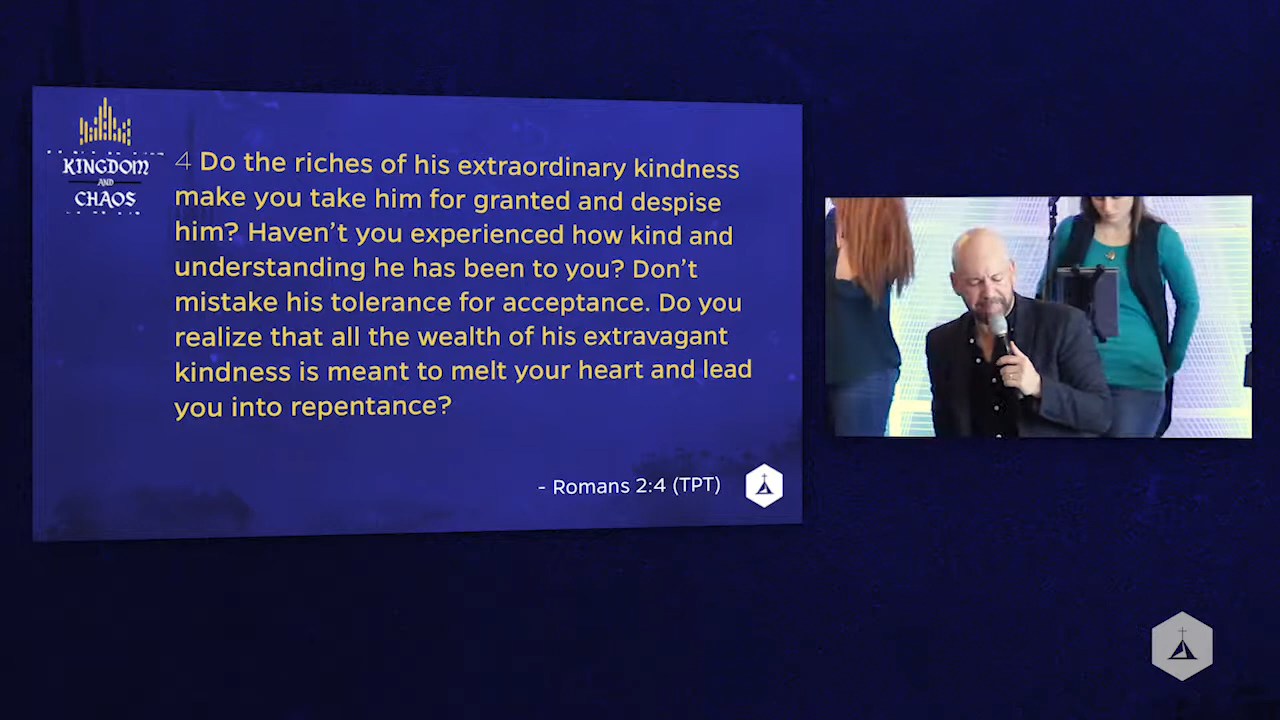 KINGDOM
AND
CHAOS
4 Do the riches of his extraordinary kindness
make you take him for granted and despise
him? Haven't you experienced how kind and
understanding he has been to you? Don't
mistake his tolerance for acceptance. Do you
realize that all the wealth of his extravagant
kindness is meant to melt your heart and lead
you into repentance?
- Romans 2:4 (TPT)